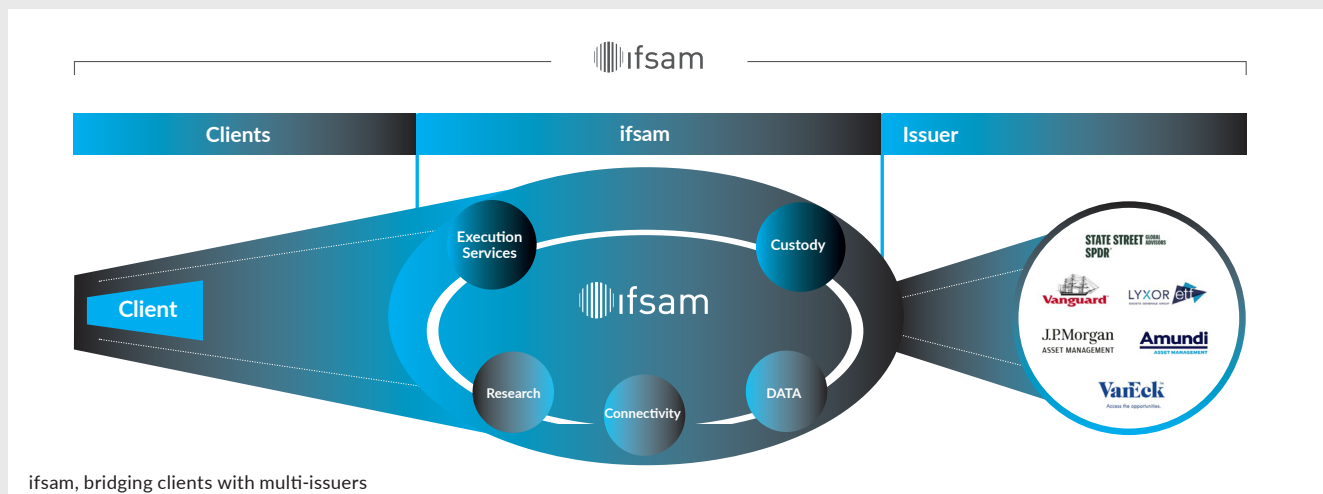 ifsam
Clients
ifsam
Issuer
Execution
Services
Custody
STATE STREET GLOBAL
ADVISORS
SPDR
ifsam
Client
Vanguard
LYXOR etf
J.P.Morgan
ASSET MANAGEMENT
Amundi
ASSET MANAGEMENT
Research
Connectivity
DATA
VanEck
Access the opportunities.
ifsam, bridging clients with multi-issuers